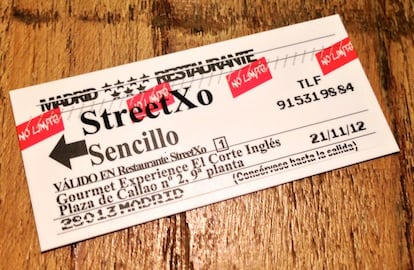 MADRID **** RESTAURANTE
NO LIMITS NO LIMITS NO LIMITS NO LIMITS
StreetXo
TLF
915319884
Sencillo
VÁLIDO EN Restaurante StreetXo 1
21/11/12
Gourmet Experience El Corte Inglés
Plaza de Callao nº 2, 9ª planta
(Consérvese hasta la salida)
28013 MADRID